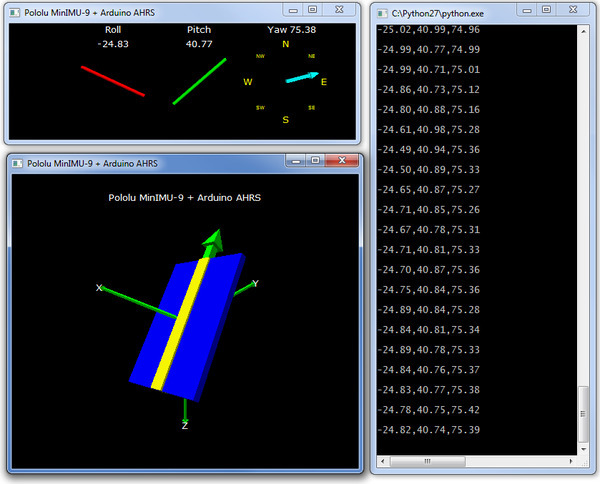 Pololu MinIMU-9 + Arduino AHRS
Roll Pitch Yaw 75.38
-24.83 40.77 N
NW NE
W E
SW SE
S
Pololu MinIMU-9 + Arduino AHRS
Pololu MinIMU-9 + Arduino AHRS
X Y
Z
C:\Python27\python.exe
-25.02,40.99,74.96
-24.99,40.77,74.99
-24.99,40.71,75.01
-24.86,40.73,75.12
-24.80,40.88,75.16
-24.61,40.98,75.28
-24.49,40.94,75.36
-24.50,40.89,75.33
-24.65,40.87,75.27
-24.71,40.85,75.26
-24.67,40.78,75.31
-24.71,40.81,75.33
-24.70,40.87,75.36
-24.75,40.84,75.36
-24.89,40.84,75.28
-24.84,40.81,75.34
-24.89,40.78,75.33
-24.84,40.76,75.37
-24.83,40.77,75.38
-24.78,40.75,75.42
-24.82,40.74,75.39